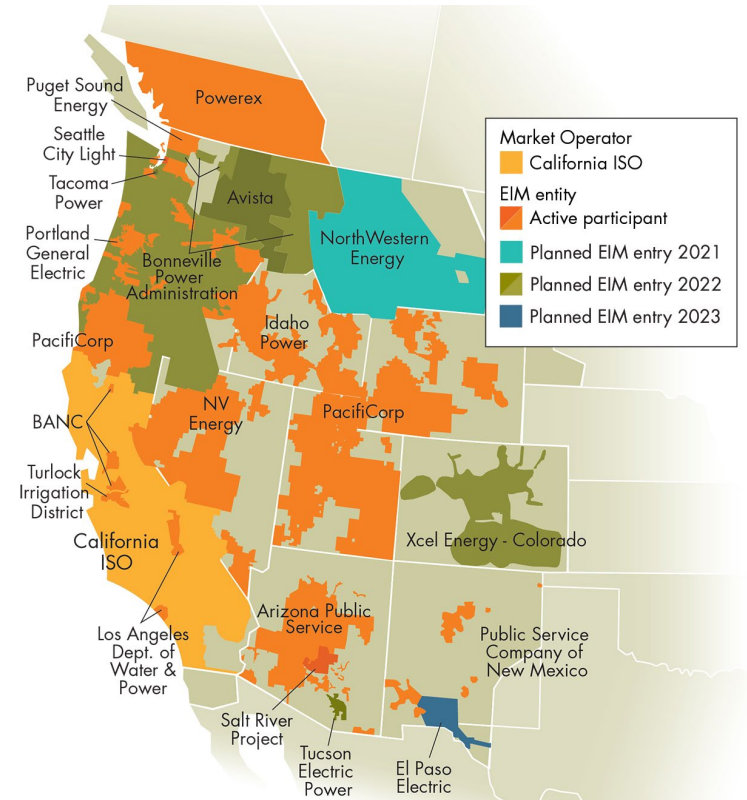 Puget Sound
Energy
Powerex
Seattle
City Light
Tacoma
Power
Avista
Portland
General
Electric
Bonneville
Power
Administration
NorthWestern
Energy
PacifiCorp
Idaho
Power
BANC
NV
Energy
PacifiCorp
Turlock
Irrigation
District
California
ISO
Xcel Energy - Colorado
Los Angeles
Dept. of
Water &
Power
Arizona Public
Service
Public Service
Company of
New Mexico
Salt River
Project
Tucson
Electric
Power
El Paso
Electric
Market Operator
California ISO
EIM entity
Active participant
Planned EIM entry 2021
Planned EIM entry 2022
Planned EIM entry 2023